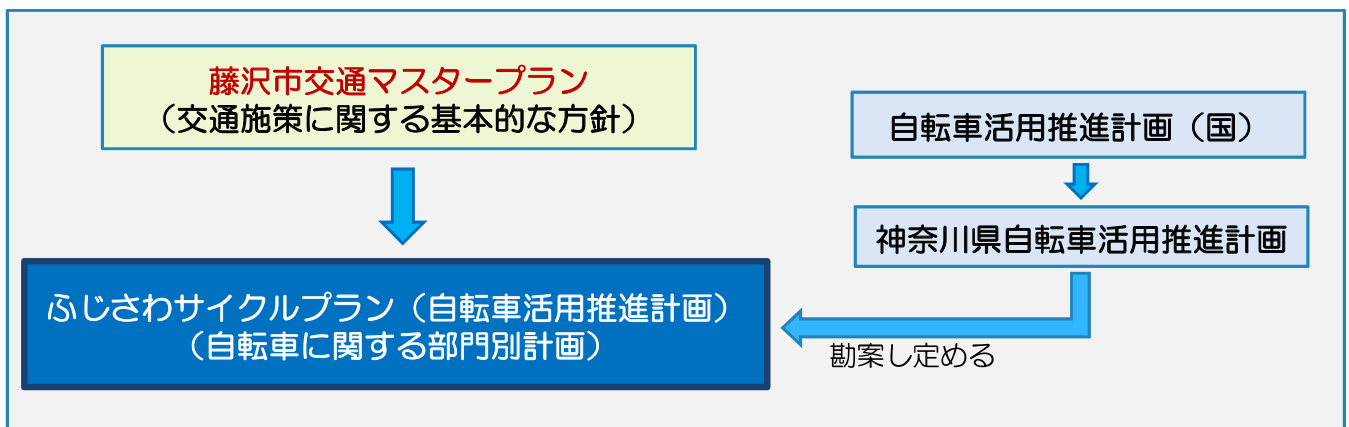 藤沢市交通マスタープラン
（交通施策に関する基本的な方針）
自転車活用推進計画（国）
神奈川県自転車活用推進計画
ふじさわサイクルプラン（自転車活用推進計画）
（自転車に関する部門別計画）
勘案し定める